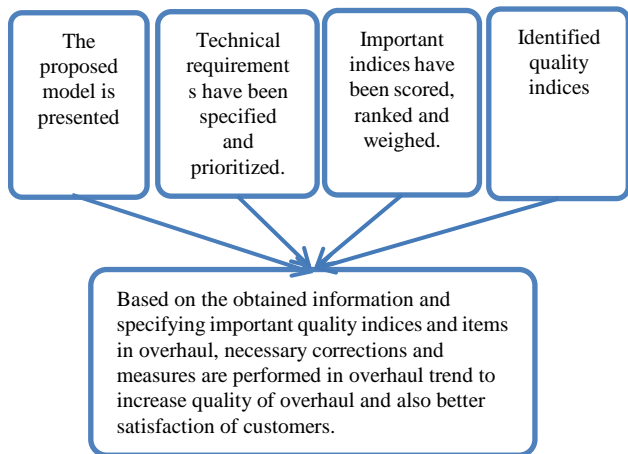 The
proposed
model is
presented
Technical
requirement
s have been
specified
and
prioritized.
Important
indices have
been scored,
ranked and
weighed.
Identified
quality
indices
Based on the obtained information and
specifying important quality indices and items
in overhaul, necessary corrections and
measures are performed in overhaul trend to
increase quality of overhaul and also better
satisfaction of customers.